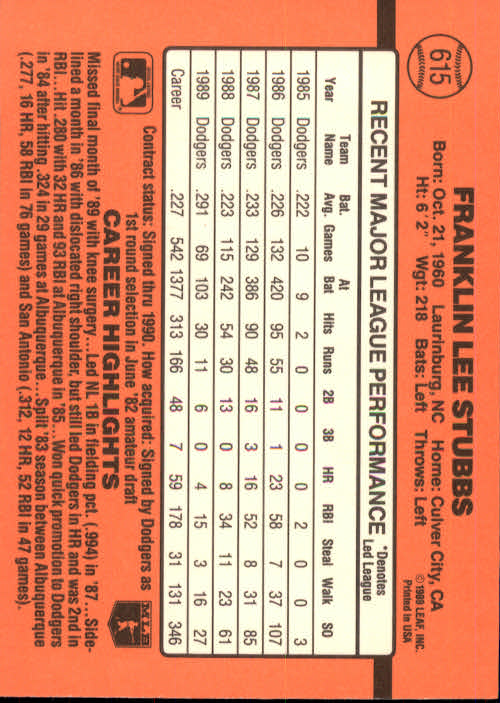 615
FRANKLIN LEE STUBBS
© 1989 LEAF, INC.
Printed in USA
Born: Oct. 21, 1960 Laurinburg, NC Home: Culver City, CA
Ht: 6' 2" Wgt: 218 Bats: Left Throws: Left
RECENT MAJOR LEAGUE PERFORMANCE *Denotes Led League
Year Team Name Bat. Avg. Games At Bat Hits Runs 2B 3B HR RBI Steal Walk SO
1985 Dodgers .222 10 9 2 0 0 0 0 2 0 0 3
1986 Dodgers .226 132 420 95 55 11 1 23 58 7 37 107
1987 Dodgers .233 129 386 90 48 16 3 16 52 8 31 85
1988 Dodgers .223 115 242 54 30 13 0 8 34 11 23 61
1989 Dodgers .291 69 103 30 11 6 0 4 15 3 16 27
Career .227 542 1377 313 166 48 7 59 178 31 131 346
Contract status: Signed thru 1990. How acquired: Signed by Dodgers as
1st round selection in June '82 amateur draft
MLB
CAREER HIGHLIGHTS
Missed final month of '89 with knee surgery...Led NL 1B in fielding pct. (.994) in '87...Side-
lined a month in '86 with dislocated right shoulder, but still led Dodgers in HR and was 2nd in
RBI...Hit .280 with 32 HR and 93 RBI at Albuquerque in '85...Won quick promotion to Dodgers
in '84 after hitting .324 in 29 games at Albuquerque...Split '83 season between Albuquerque
(.277, 16 HR, 58 RBI in 76 games) and San Antonio (.312, 12 HR, 52 RBI in 47 games).